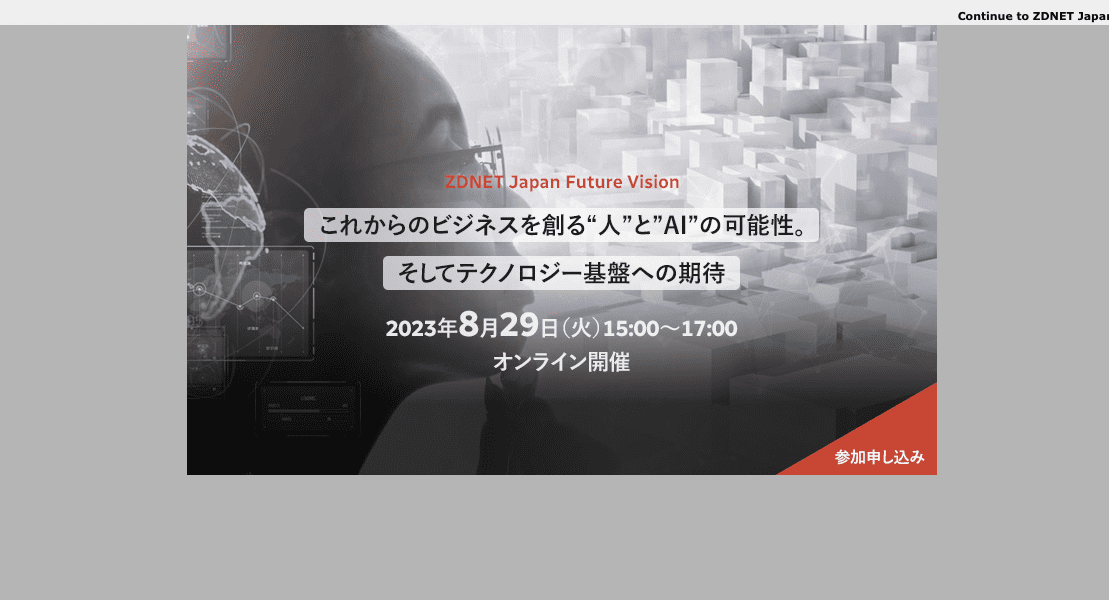 Continue to ZDNET Japan
ZDNET Japan Future Vision
これからのビジネスを創る“人”と”AI”の可能性。
そしてテクノロジー基盤への期待
2023年8月29日（火）15:00〜17:00
オンライン開催
参加申し込み